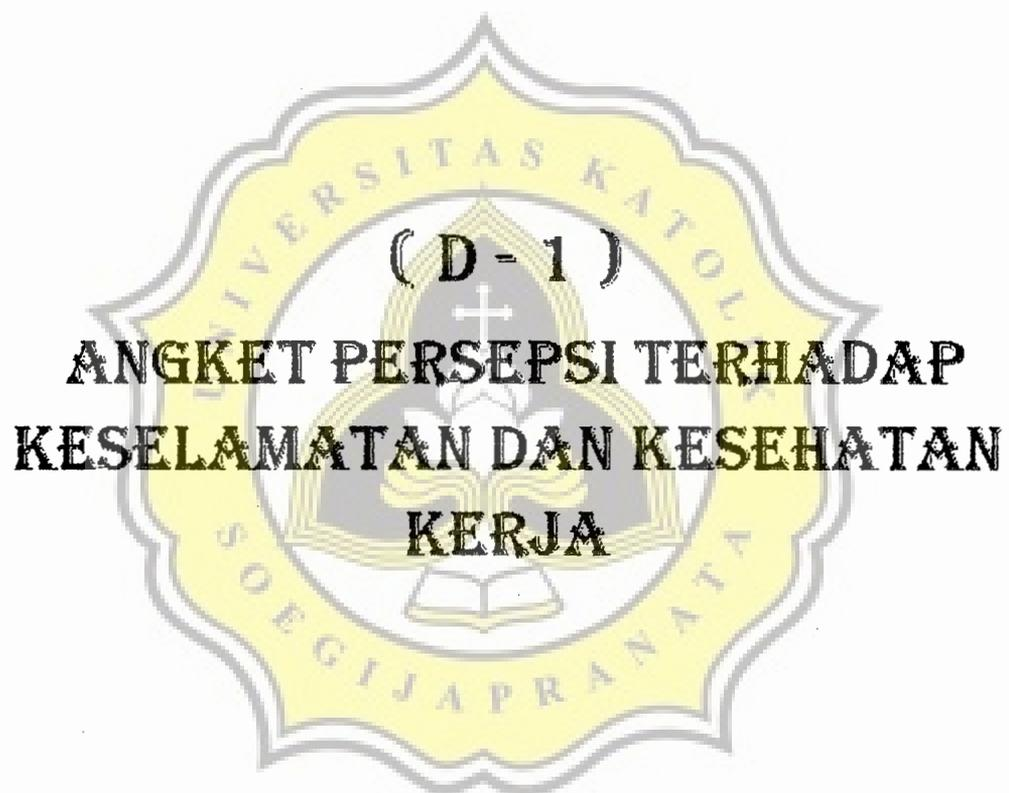 UNIVERSITAS KATOLIK
( D - 1 )
ANGKET PERSEPSI TERHADAP
KESELAMATAN DAN KESEHATAN
KERJA
SOEGIJAPRANATA